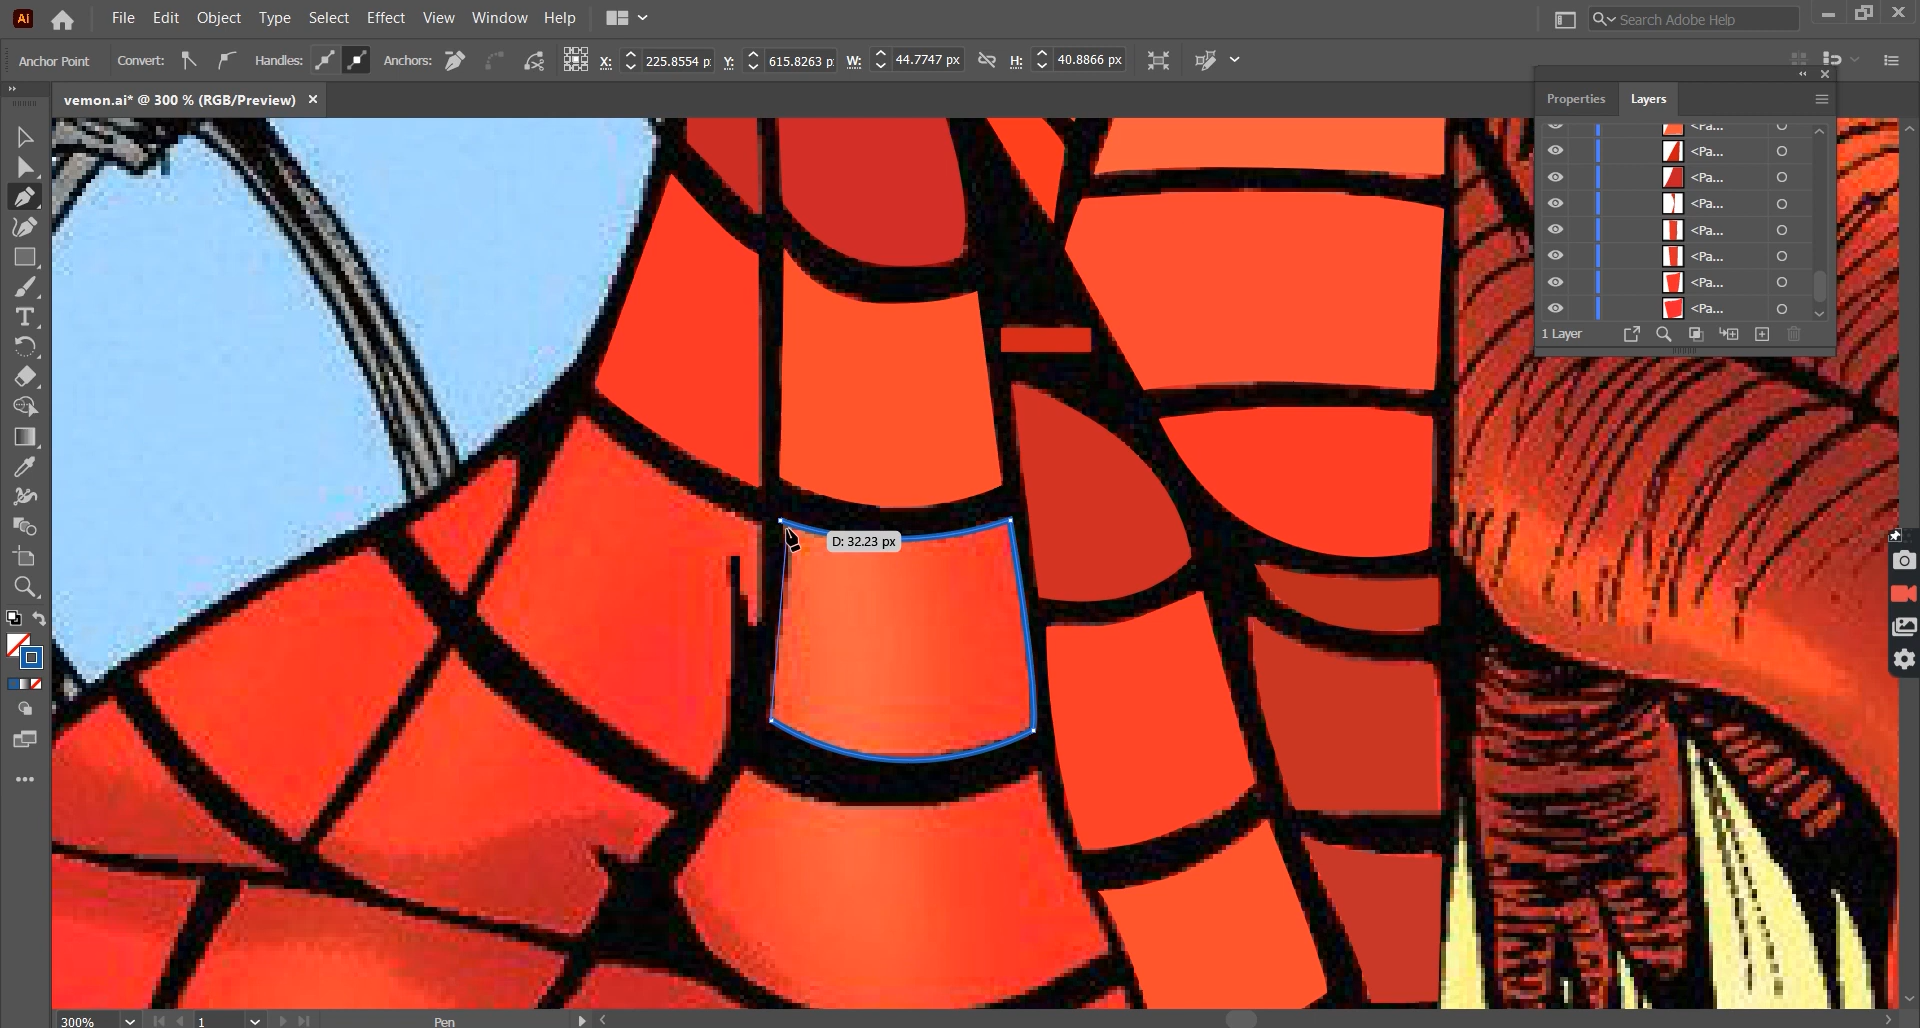 Ai File Edit Object Type Select Effect View Window Help Search Adobe Help
Anchor Point Convert: Handles: Anchors: X: 225.8554 p Y: 615.8263 p W: 44.7747 px H: 40.8866 px
vemon.ai* @ 300 % (RGB/Preview)
Properties Layers
<Pa...
<Pa...
<Pa...
<Pa...
<Pa...
<Pa...
<Pa...
<Pa...
1 Layer
D: 32.23 px
300% 1 Pen